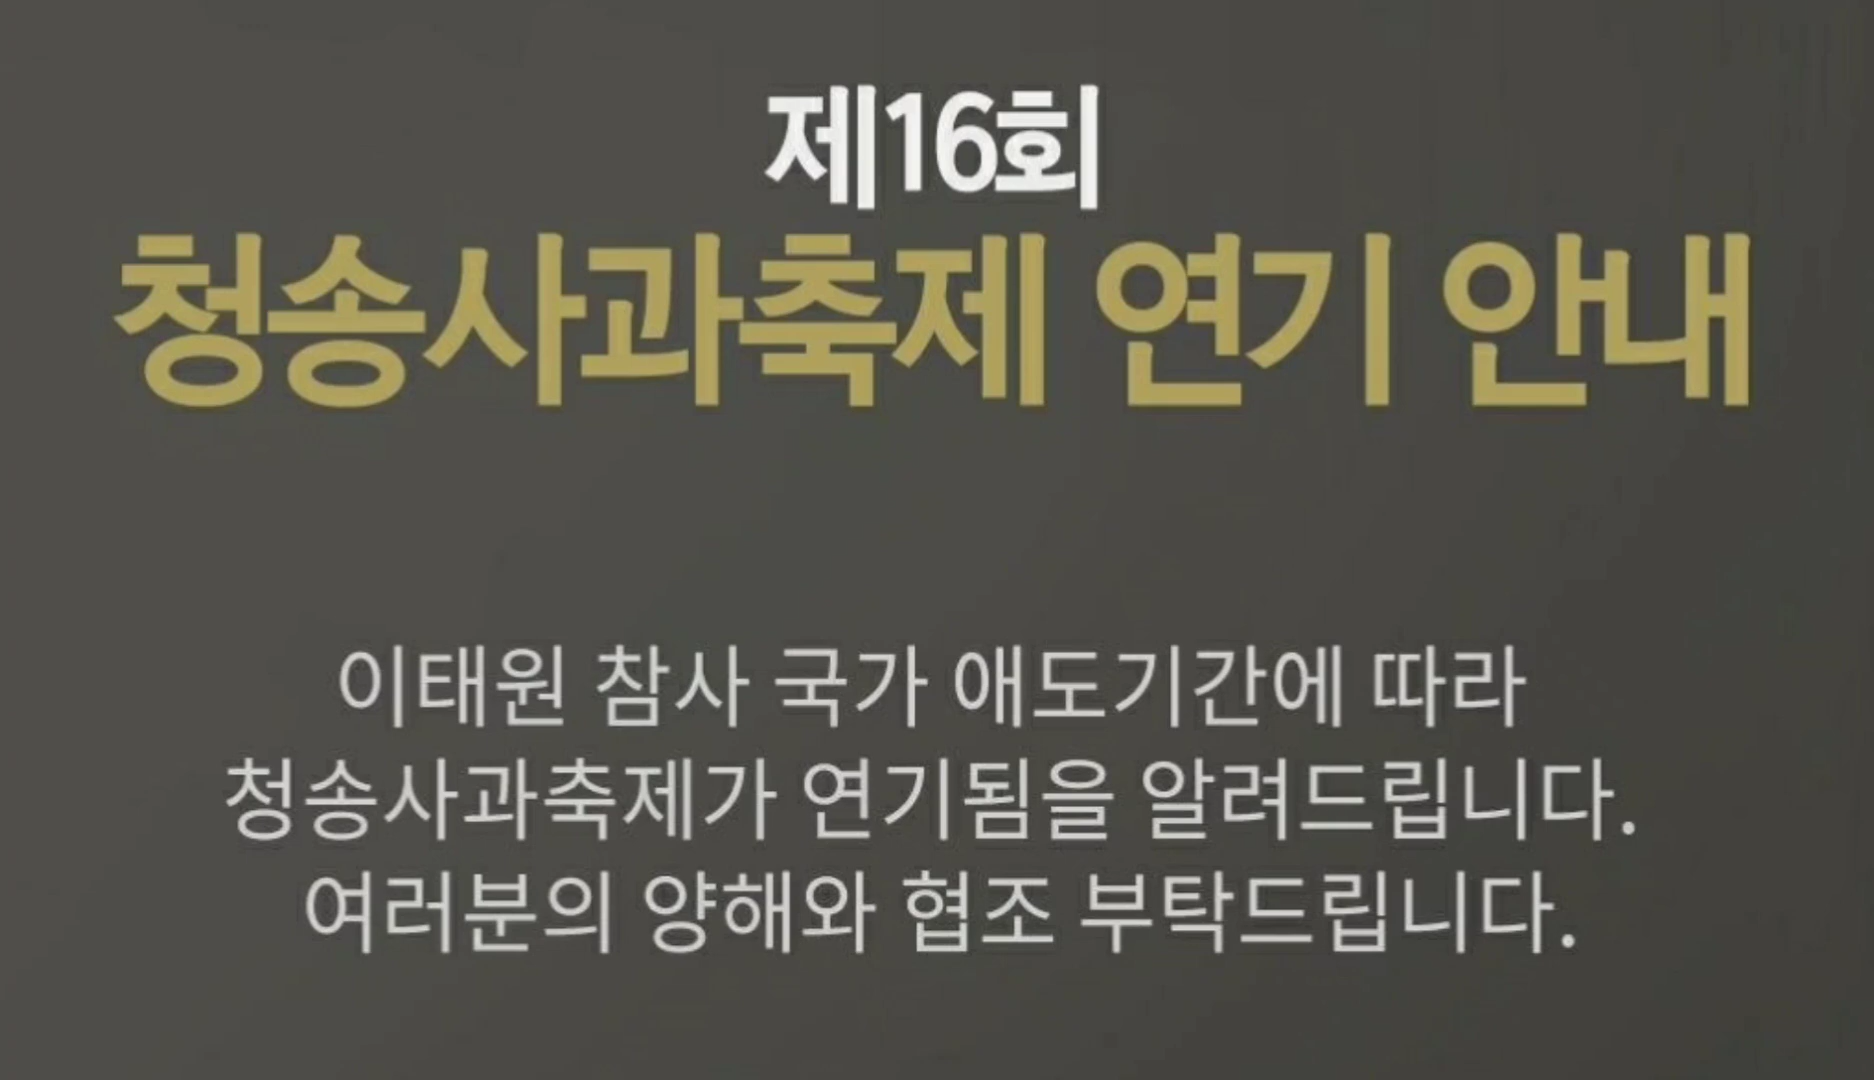 제16회
청송사과축제 연기 안내
이태원 참사 국가 애도기간에 따라
청송사과축제가 연기됨을 알려드립니다.
여러분의 양해와 협조 부탁드립니다.